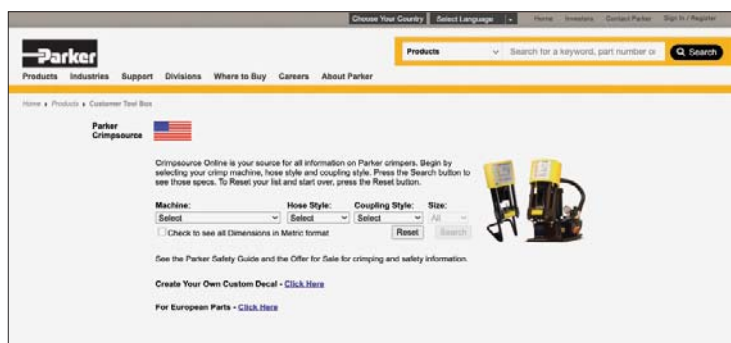 Choose Your Country Select Language Home Investors Contact Parker Sign In / Register
Parker
Products Search for a keyword, part number or Search
Products Industries Support Divisions Where to Buy Careers About Parker
Home Products Customer Tool Box
Parker
Crimpsource
Crimpsource Online is your source for all information on Parker crimpers. Begin by
selecting your crimp machine, hose style and coupling style. Press the Search button to
see those specs. To Reset your list and start over, press the Reset button.
Machine: Hose Style: Coupling Style: Size:
Select Select Select All
Check to see all Dimensions in Metric format Reset Search
See the Parker Safety Guide and the Offer for Sale for crimping and safety information.
Create Your Own Custom Decal - Click Here
For European Parts - Click Here